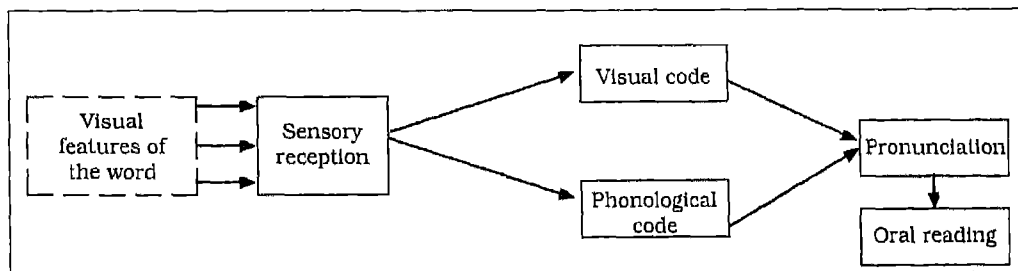 Visual
features of
the word
Sensory
reception
Visual code
Phonological
code
Pronunciation
Oral reading